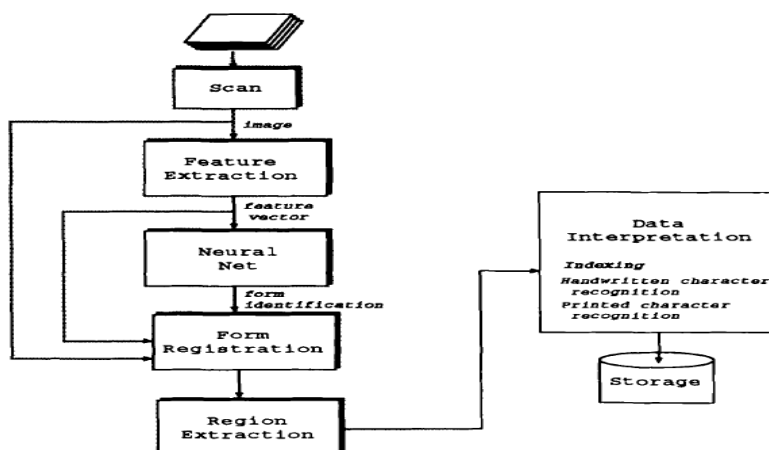 Scan
image
Feature
Extraction
feature
vector
Neural
Net
form
identification
Form
Registration
Region
Extraction
Data
Interpretation
Indexing
Handwritten character
recognition
Printed character
recognition
Storage